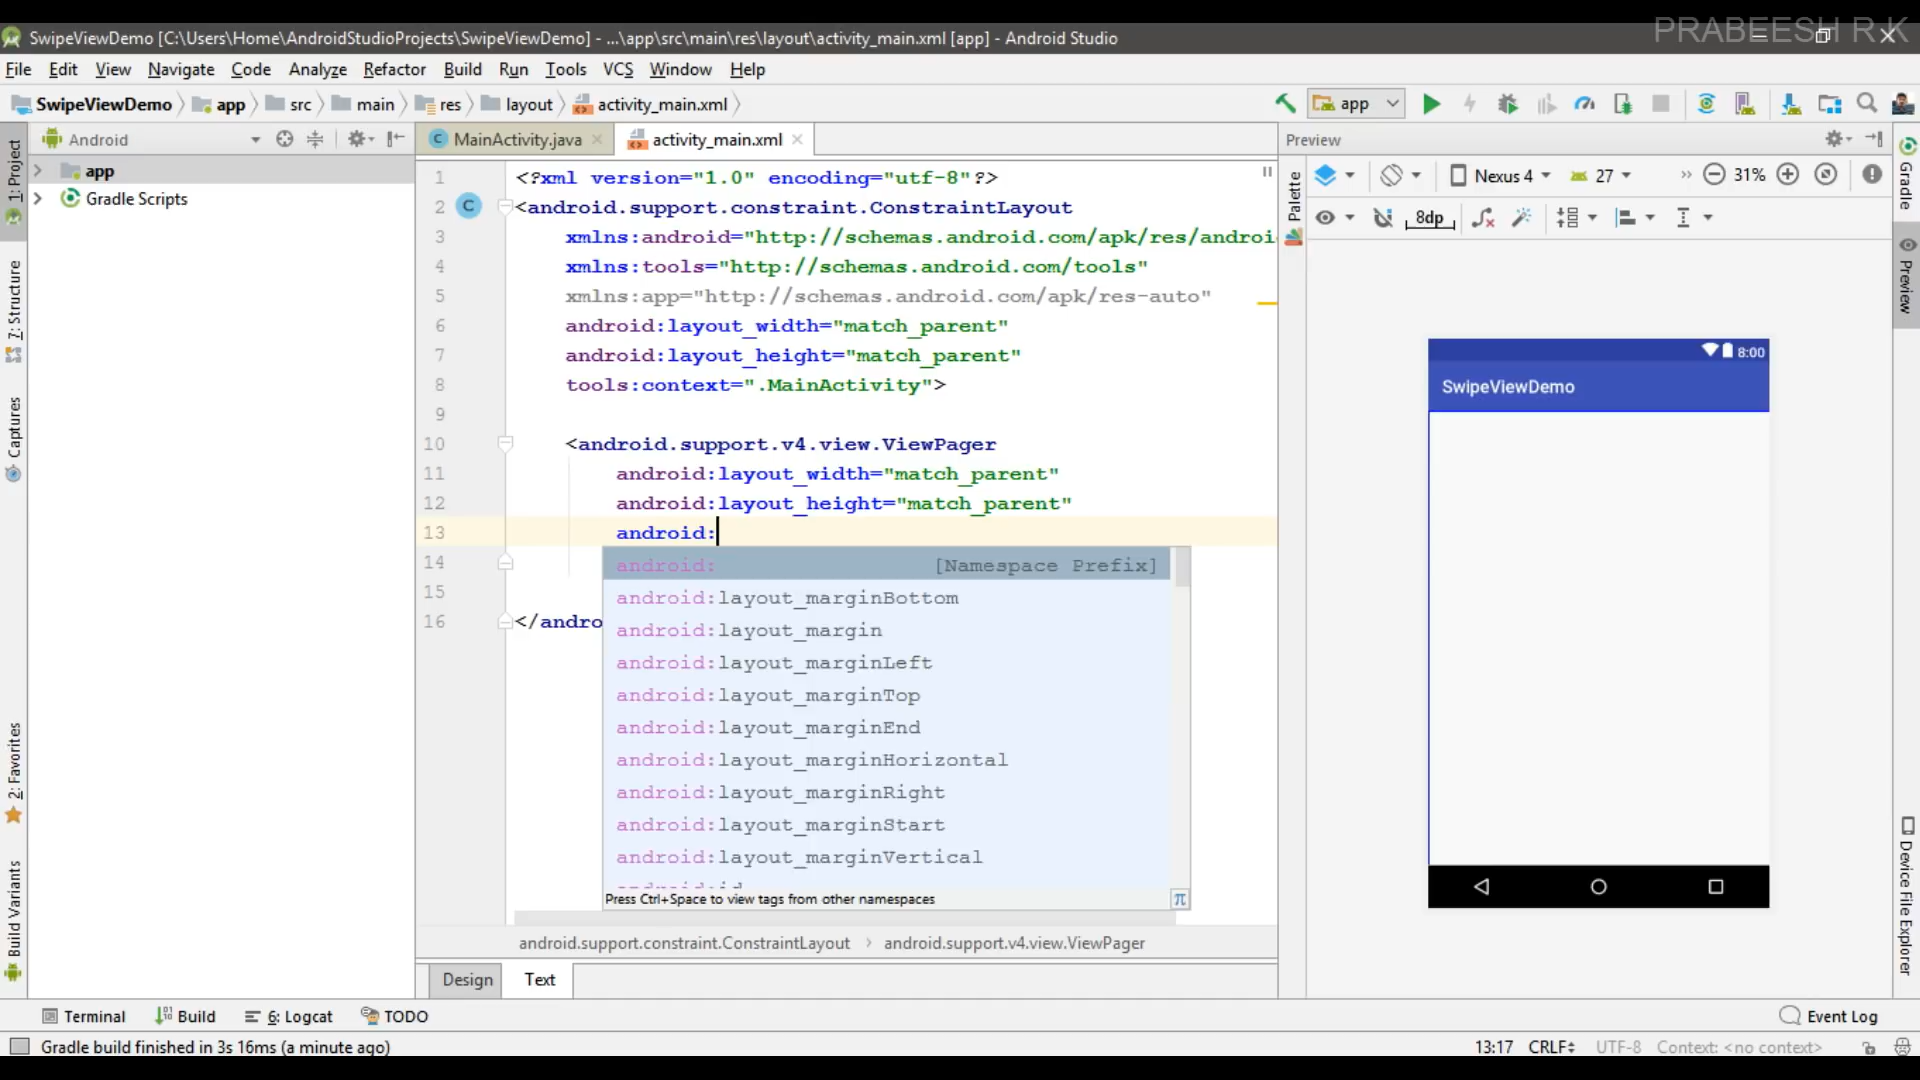 PRABEESH R K
SwipeViewDemo [C:\Users\Home\AndroidStudioProjects\SwipeViewDemo] - ...\app\src\main\res\layout\activity_main.xml [app] - Android Studio
File Edit View Navigate Code Analyze Refactor Build Run Tools VCS Window Help
SwipeViewDemo app src main res layout activity_main.xml
app
Android
MainActivity.java
activity_main.xml
Preview
1: Project
7: Structure
Captures
2: Favorites
Build Variants
app
Gradle Scripts
1 <?xml version="1.0" encoding="utf-8"?>
2 <android.support.constraint.ConstraintLayout
3 xmlns:android="http://schemas.android.com/apk/res/androi
4 xmlns:tools="http://schemas.android.com/tools"
5 xmlns:app="http://schemas.android.com/apk/res-auto"
6 android:layout_width="match_parent"
7 android:layout_height="match_parent"
8 tools:context=".MainActivity">
9
10 <android.support.v4.view.ViewPager
11 android:layout_width="match_parent"
12 android:layout_height="match_parent"
13 android:
14
15
16 </andro
android: [Namespace Prefix]
android:layout_marginBottom
android:layout_margin
android:layout_marginLeft
android:layout_marginTop
android:layout_marginEnd
android:layout_marginHorizontal
android:layout_marginRight
android:layout_marginStart
android:layout_marginVertical
android:id
Press Ctrl+Space to view tags from other namespaces
π
android.support.constraint.ConstraintLayout › android.support.v4.view.ViewPager
Design Text
Palette
Nexus 4 27 » 31%
8dp
8:00
SwipeViewDemo
Gradle
Preview
Device File Explorer
Terminal Build 6: Logcat TODO
Event Log
Gradle build finished in 3s 16ms (a minute ago)
13:17 CRLF UTF-8 Context: <no context>